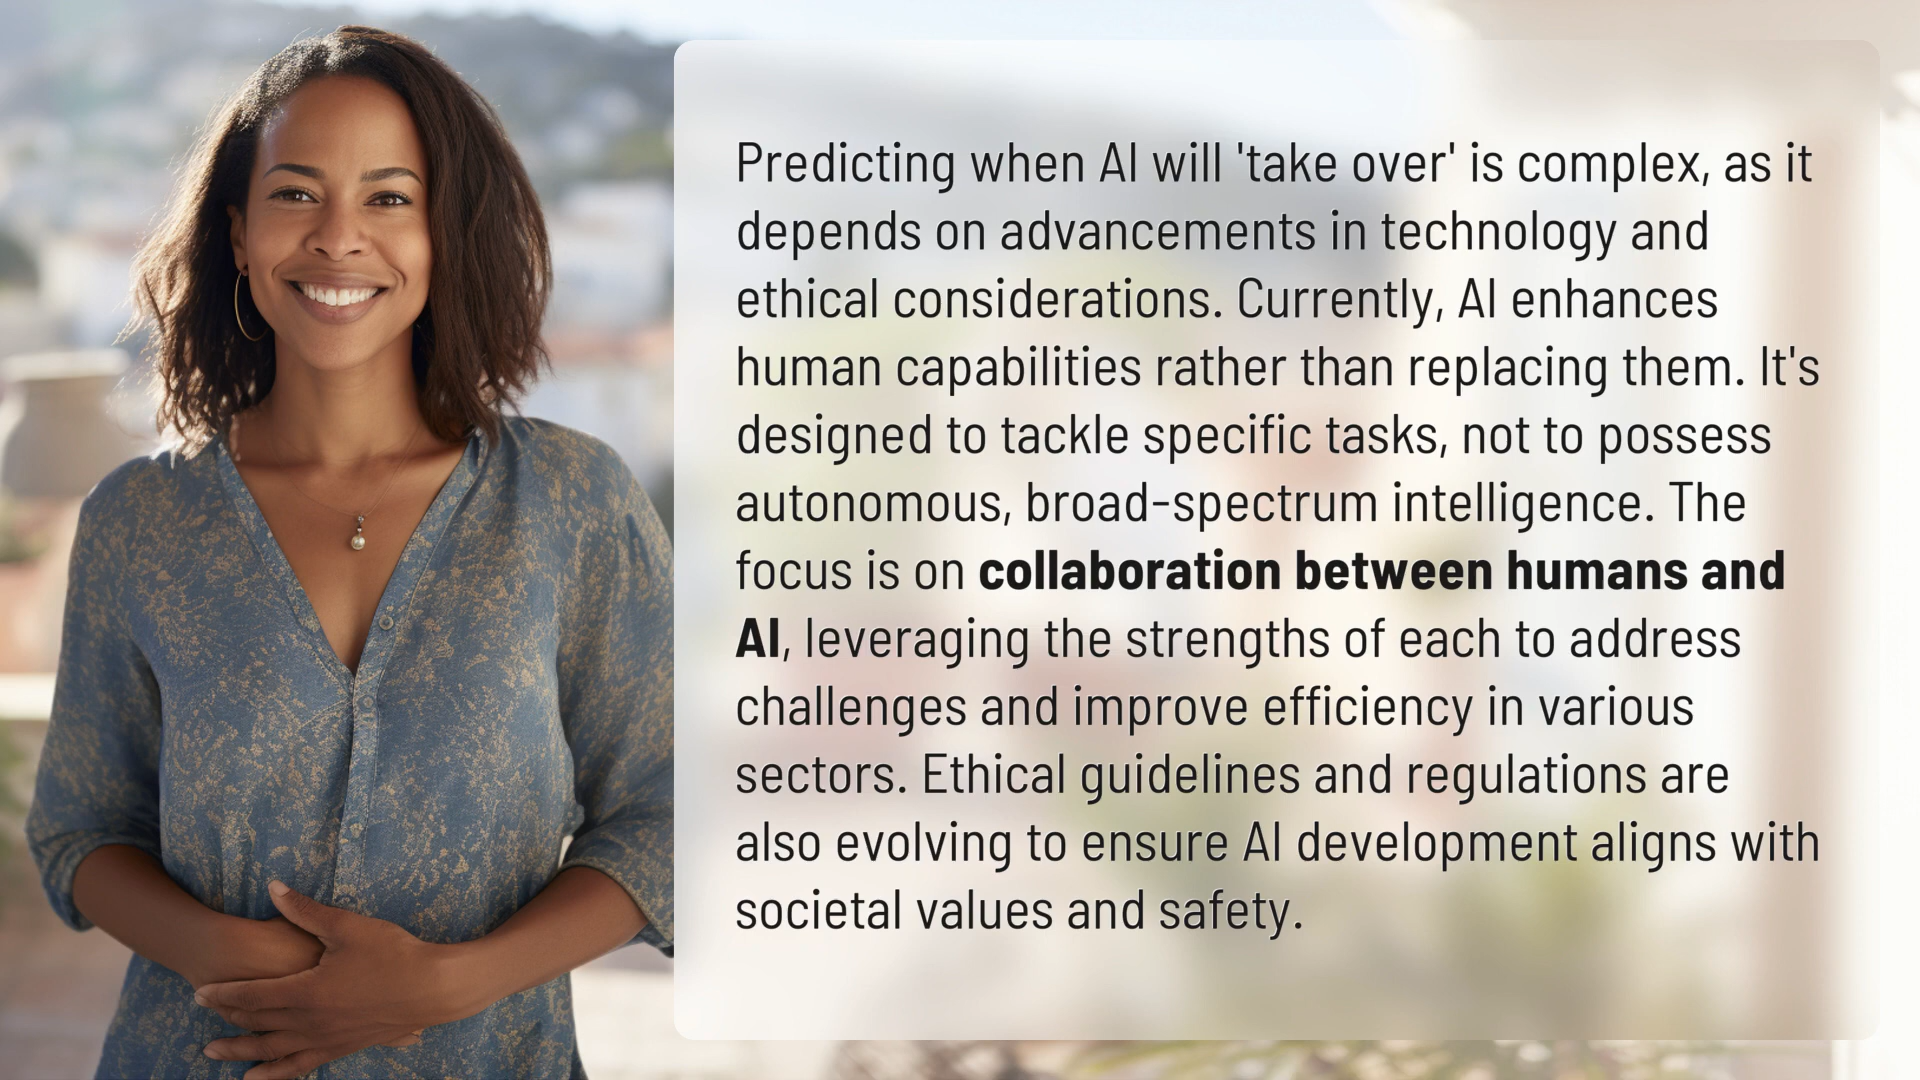 Predicting when AI will 'take over' is complex, as it
depends on advancements in technology and
ethical considerations. Currently, AI enhances
human capabilities rather than replacing them. It's
designed to tackle specific tasks, not to possess
autonomous, broad-spectrum intelligence. The
focus is on collaboration between humans and
AI, leveraging the strengths of each to address
challenges and improve efficiency in various
sectors. Ethical guidelines and regulations are
also evolving to ensure AI development aligns with
societal values and safety.